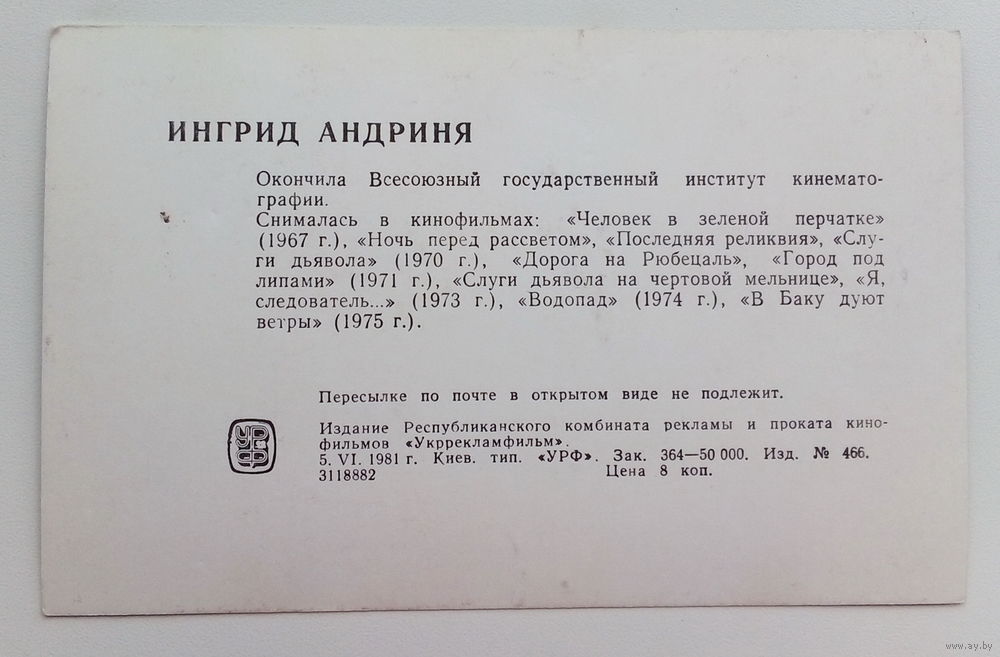 ИНГРИД АНДРИНЯ
Окончила Всесоюзный государственный институт кинемато-
графии.
Снималась в кинофильмах: «Человек в зеленой перчатке»
(1967 г.), «Ночь перед рассветом», «Последняя реликвия», «Слу-
ги дьявола» (1970 г.), «Дорога на Рюбецаль», «Город под
липами» (1971 г.), «Слуги дьявола на чертовой мельнице», «Я,
следователь...» (1973 г.), «Водопад» (1974 г.), «В Баку дуют
ветры» (1975 г.).
Пересылке по почте в открытом виде не подлежит.
Издание Республиканского комбината рекламы и проката кино-
фильмов «Укррекламфильм».
5. VI. 1981 г. Киев. тип. «УРФ». Зак. 364—50 000. Изд. № 466.
3118882 Цена 8 коп.
УРФ
www.ay.by